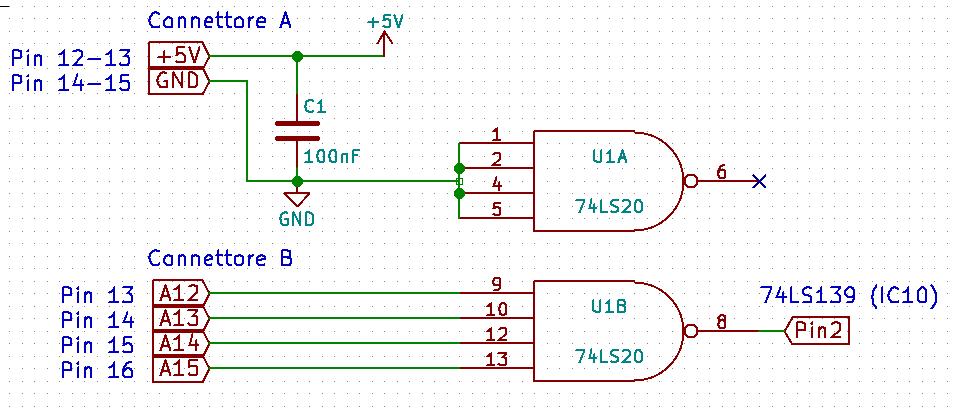 Connettore A
+5V
Pin 12-13 +5V
Pin 14-15 GND
C1
100nF
GND
1
2
4
5
U1A
74LS20
6
Connettore B
Pin 13 A12
Pin 14 A13
Pin 15 A14
Pin 16 A15
9
10
12
13
U1B
74LS20
8
74LS139 (IC10)
Pin2